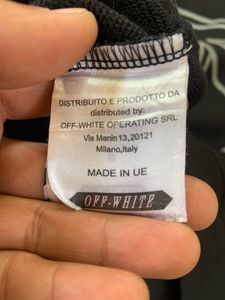 DISTRIBUITO E PRODOTTO DA
distributed by:
OFF-WHITE OPERATING SRL
Via Manin13,20121
Milano,Italy
MADE IN UE
OFF-WHITE